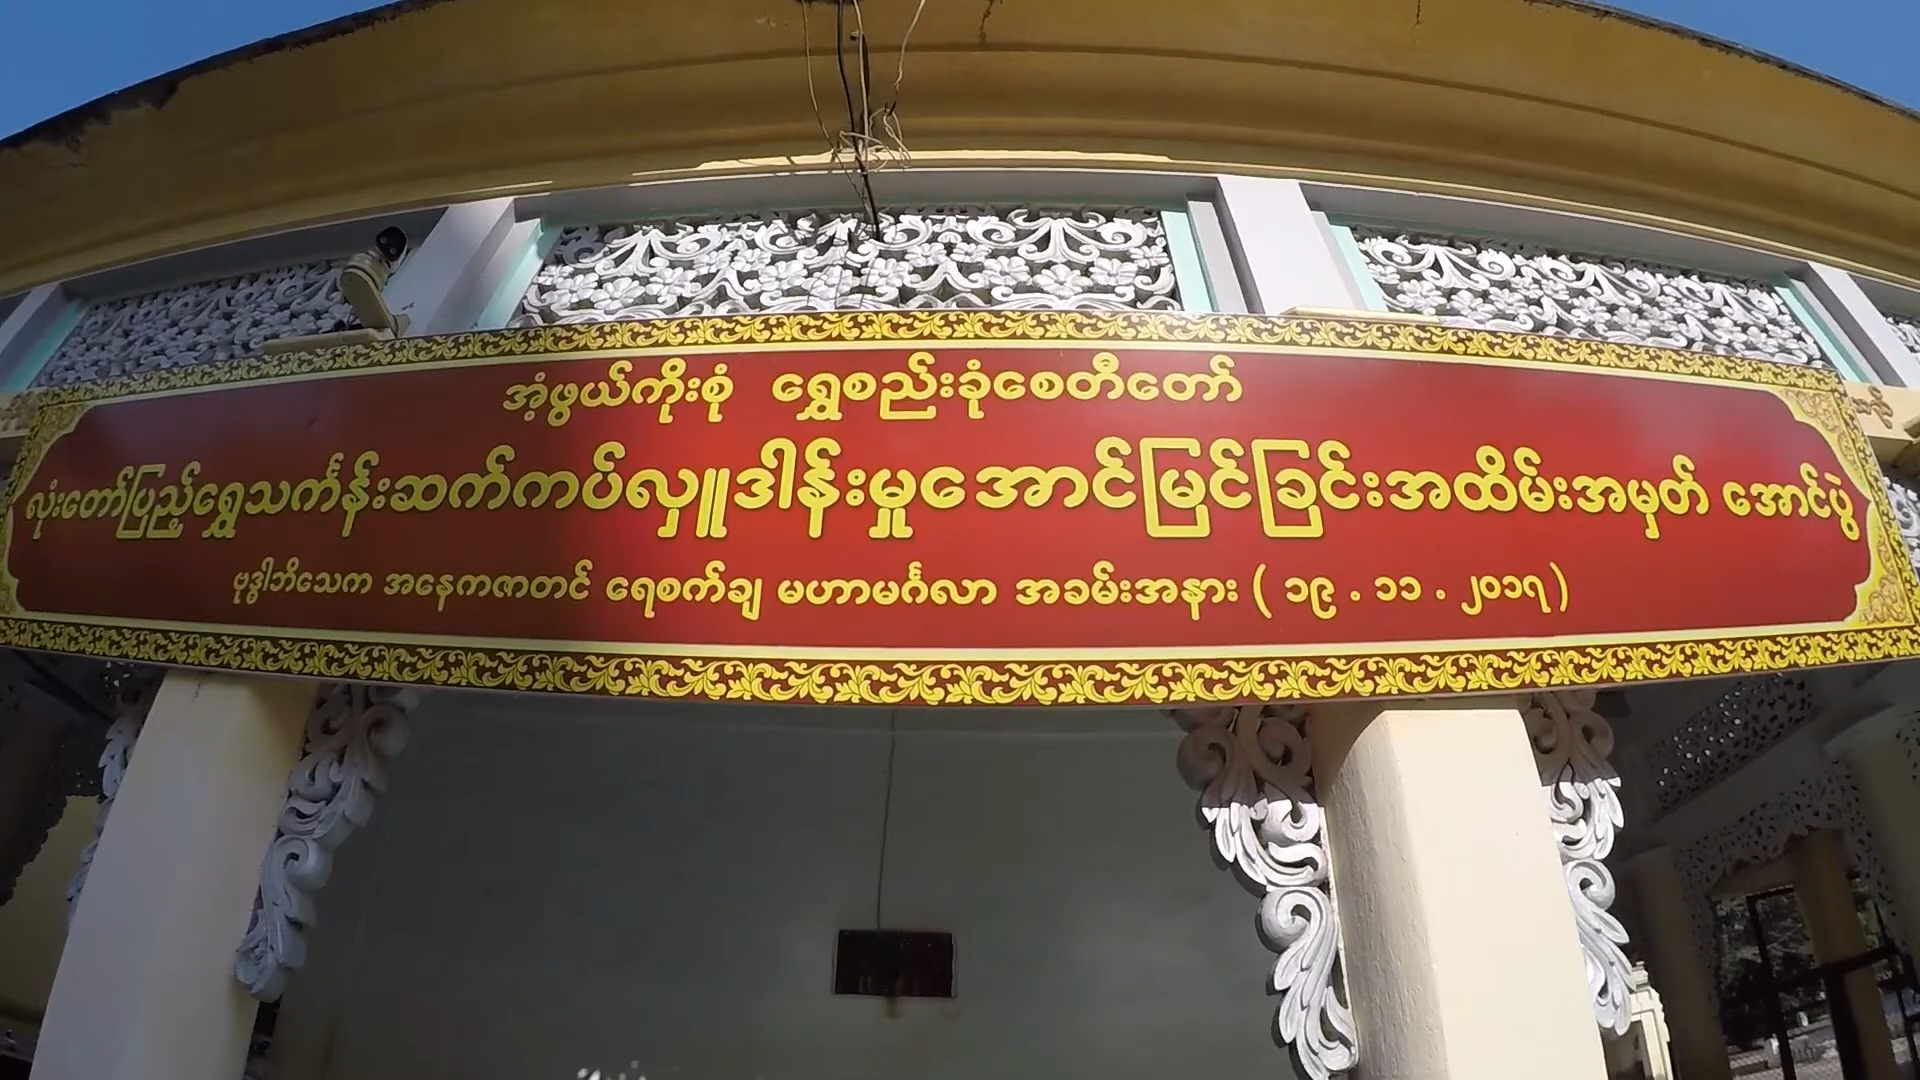 အံ့ဖွယ်ကိုးစုံ ရွှေစည်းခုံစေတီတော်
လုံးတော်ပြည့်ရွှေသင်္ကန်းဆက်ကပ်လှူဒါန်းမှုအောင်မြင်ခြင်းအထိမ်းအမှတ် အောင်ပွဲ
ဗုဒ္ဓါဘိသေက အနေကဇာတင် ရေစက်ချ မဟာမင်္ဂလာ အခမ်းအနား ( ၁၉ . ၁၁ . ၂၀၁၇ )